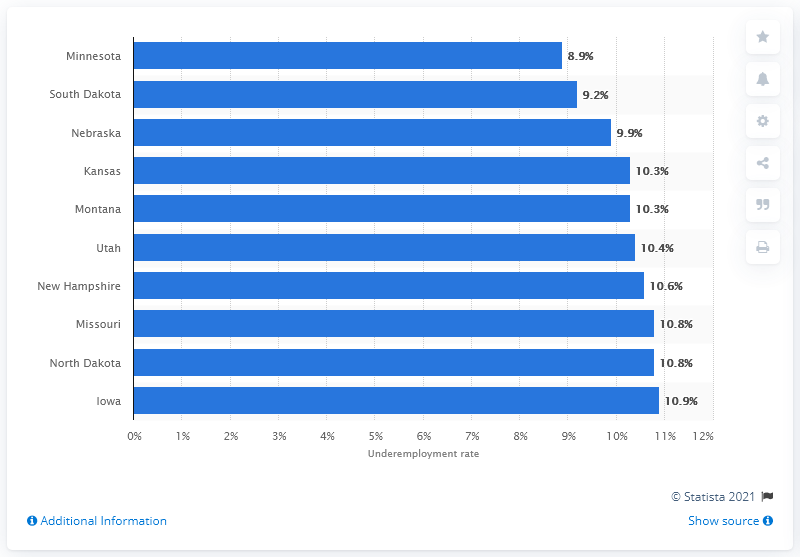 Minnesota 8.9%
South Dakota 9.2%
Nebraska 9.9%
Kansas 10.3%
Montana 10.3%
Utah 10.4%
New Hampshire 10.6%
Missouri 10.8%
North Dakota 10.8%
Iowa 10.9%
0% 1% 2% 3% 4% 5% 6% 7% 8% 9% 10% 11% 12%
Underemployment rate
© Statista 2021
Additional Information Show source